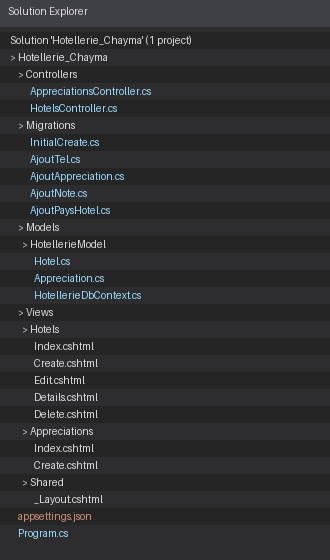 Solution Explorer
Solution 'Hotellerie_Chayma' (1 project)
> Hotellerie_Chayma
> Controllers
AppreciationsController.cs
HotelsController.cs
> Migrations
InitialCreate.cs
AjoutTel.cs
AjoutAppreciation.cs
AjoutNote.cs
AjoutPaysHotel.cs
> Models
> HotellerieModel
Hotel.cs
Appreciation.cs
HotellerieDbContext.cs
> Views
> Hotels
Index.cshtml
Create.cshtml
Edit.cshtml
Details.cshtml
Delete.cshtml
> Appreciations
Index.cshtml
Create.cshtml
> Shared
_Layout.cshtml
appsettings.json
Program.cs